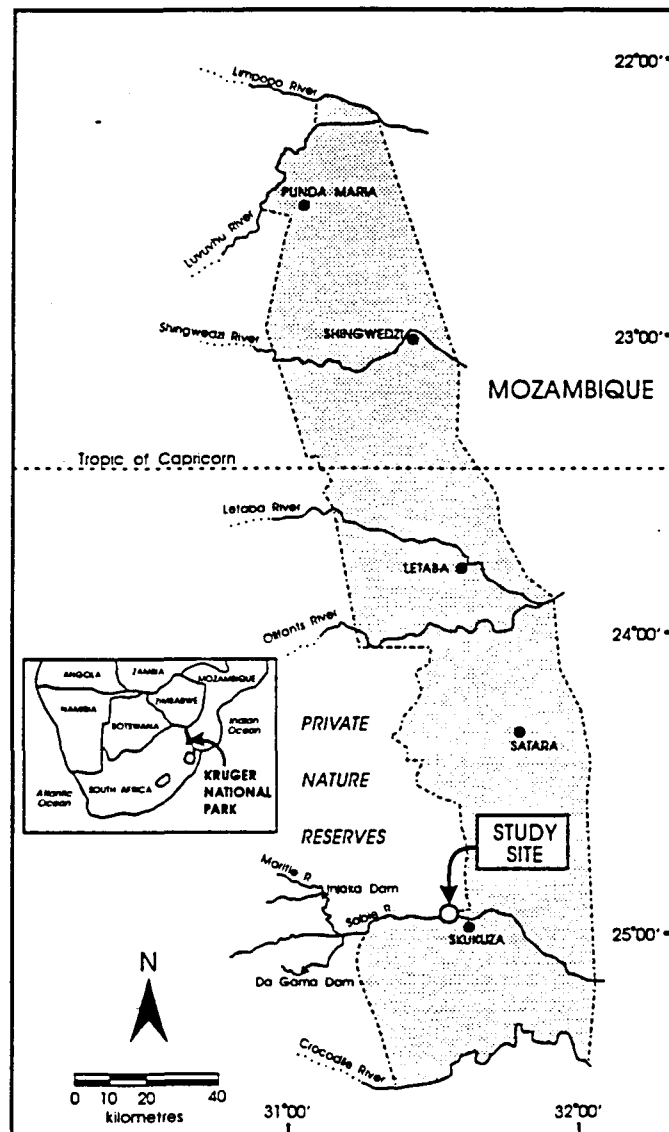 22°00'
Limpopo River
PUNDA MARIA
Luvuvhu River
Shingwedzi River
SHINGWEDZI
23°00'
MOZAMBIQUE
Tropic of Capricorn
Letaba River
LETABA
Olifants River
24°00'
ANGOLA
ZAMBIA
MOZAMBIQUE
NAMIBIA
ZIMBABWE
BOTSWANA
Indian
Ocean
SOUTH AFRICA
Atlantic
Ocean
KRUGER
NATIONAL
PARK
PRIVATE
NATURE
RESERVES
SATARA
STUDY
SITE
Maritle R.
Injaka Dam
Sabie R.
SKUKUZA
25°00'
Da Gama Dam
N
Crocodile River
0 10 20 40
kilometres
31°00'
32°00'